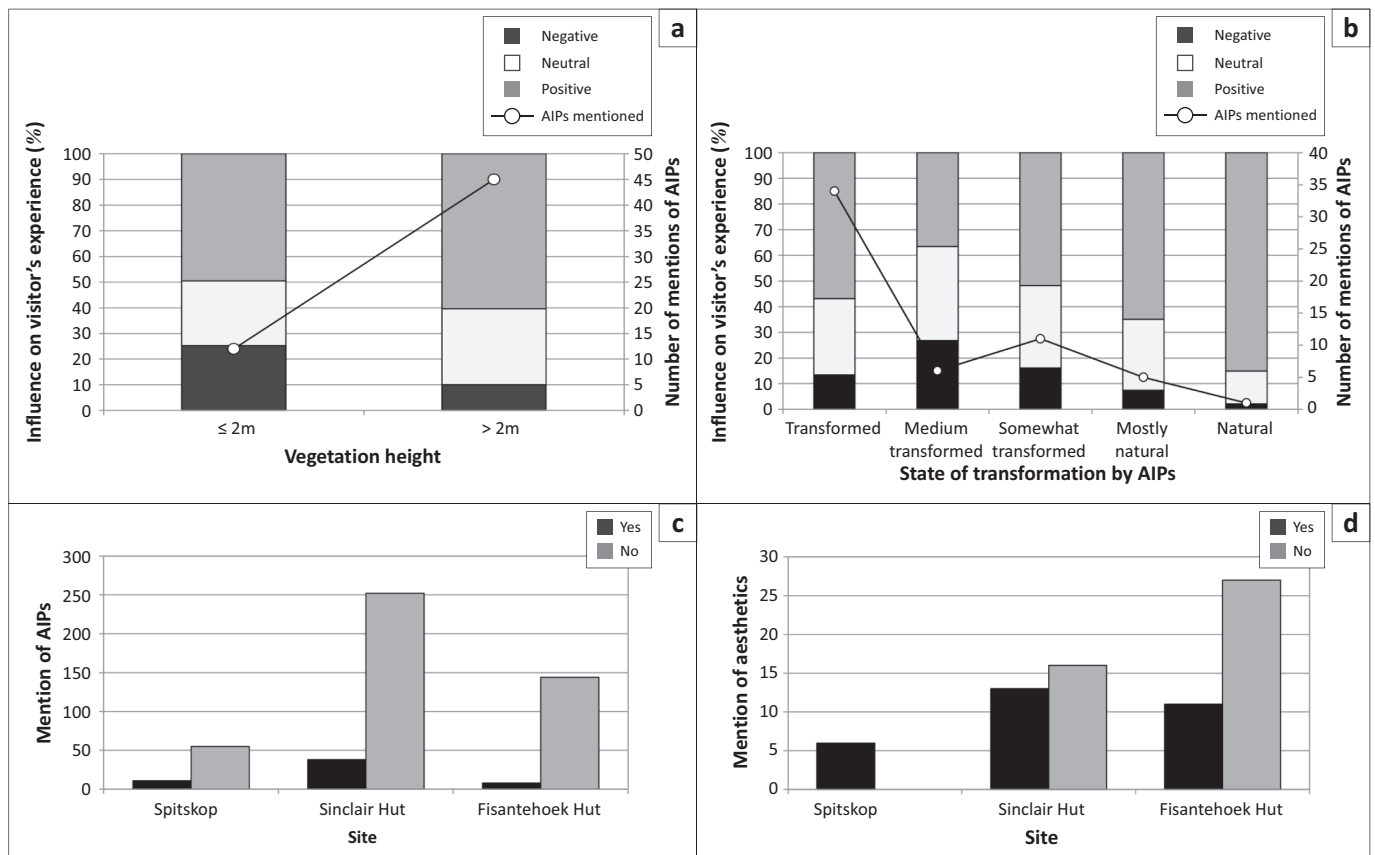 a
Negative
Neutral
Positive
AIPs mentioned
Influence on visitor's experience (%)
100
90
80
70
60
50
40
30
20
10
0
50
45
40
35
30
25
20
15
10
5
0
Number of mentions of AIPs
≤ 2m
> 2m
Vegetation height
b
Negative
Neutral
Positive
AIPs mentioned
Influence on visitor's experience (%)
100
90
80
70
60
50
40
30
20
10
0
40
35
30
25
20
15
10
5
0
Number of mentions of AIPs
Transformed
Medium
transformed
Somewhat
transformed
Mostly
natural
Natural
State of transformation by AIPs
c
Yes
No
Mention of AIPs
300
250
200
150
100
50
0
Spitskop
Sinclair Hut
Fisantehoek Hut
Site
d
Yes
No
Mention of aesthetics
30
25
20
15
10
5
0
Spitskop
Sinclair Hut
Fisantehoek Hut
Site